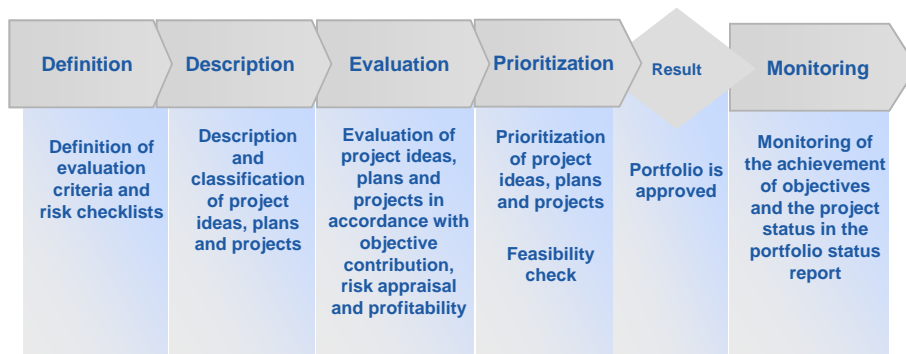 Definition
Description
Evaluation
Prioritization
Result
Monitoring
Definition of
evaluation
criteria and
risk checklists
Description
and
classification
of project
ideas, plans
and projects
Evaluation of
project ideas,
plans and
projects in
accordance with
objective
contribution,
risk appraisal
and profitability
Prioritization
of project
ideas, plans
and projects
Feasibility
check
Portfolio is
approved
Monitoring of
the achievement
of objectives
and the project
status in the
portfolio status
report